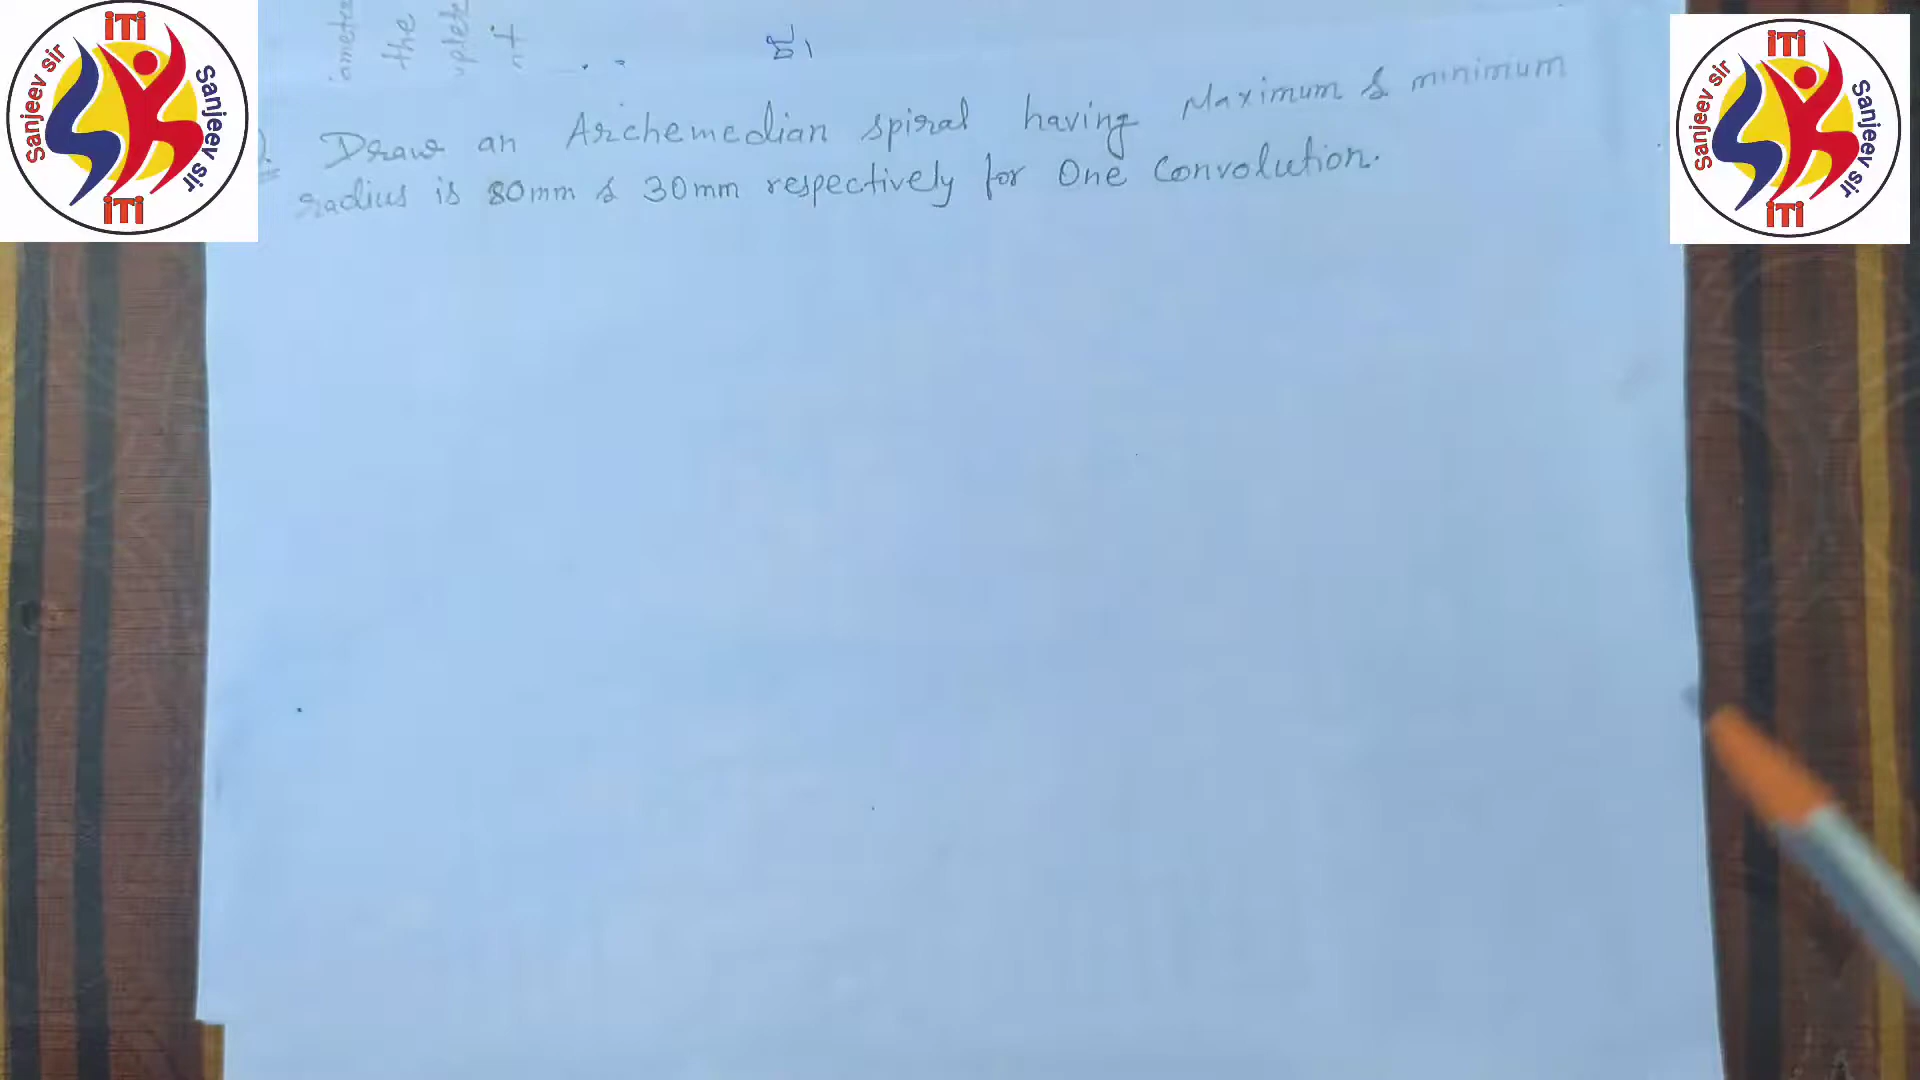 iTi
Sanjeev sir
Sanjeev sir
iTi
iTi
Sanjeev sir
Sanjeev sir
iTi
the
है।
Draw an Archemedian spiral having Maximum & minimum
radius is 80mm & 30mm respectively for One Convolution.